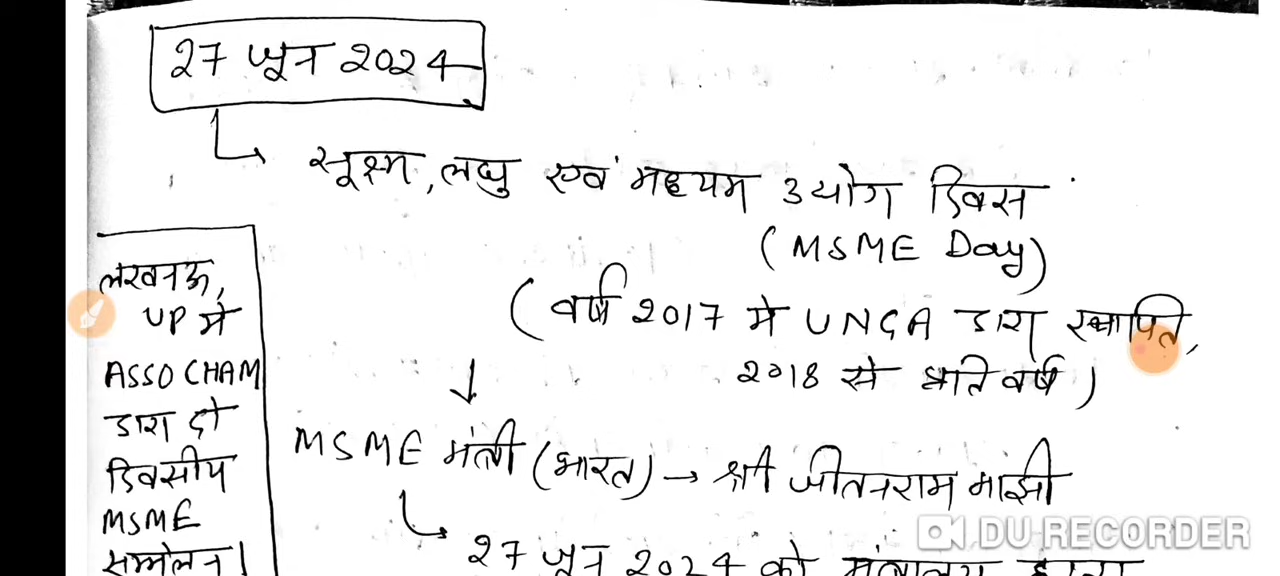 27 जून 2024
सूक्ष्म, लघु एवं मध्यम उद्योग दिवस
(MSME Day)
(वर्ष 2017 मे UNGA द्वारा स्थापित,
2018 से प्रतिवर्ष)
MSME मंत्री (भारत) → श्री जीतनराम माझी
27 जून 2024 को मंत्रालय द्वारा
लखनऊ,
UP मे
ASSOCHAM
द्वारा दो
दिवसीय
MSME
सम्मेलन।
DU RECORDER